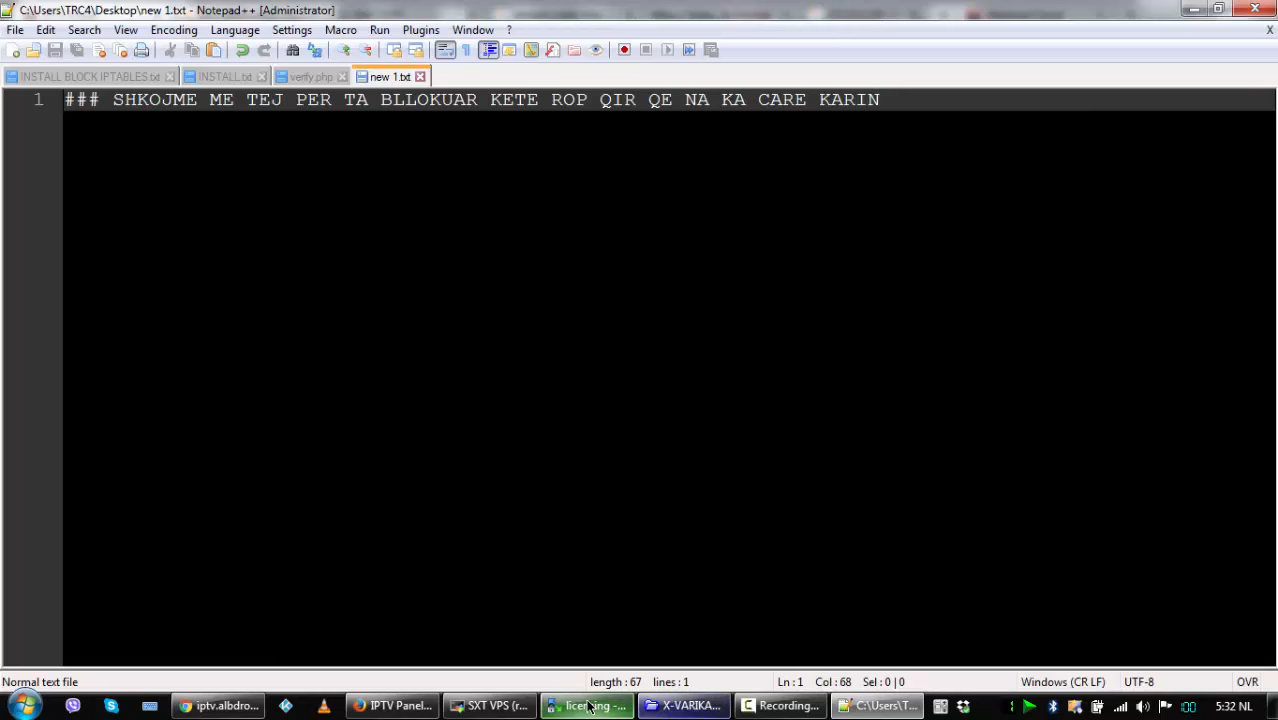 C:\Users\TRC4\Desktop\new 1.txt - Notepad++ [Administrator]
File Edit Search View Encoding Language Settings Macro Run Plugins Window ? X
INSTALL BLOCK IPTABLES.txt INSTALL.txt verify.php new 1.txt
1 ### SHKOJME ME TEJ PER TA BLLOKUAR KETE ROP QIR QE NA KA CARE KARIN
Normal text file length : 67 lines : 1 Ln : 1 Col : 68 Sel : 0 | 0 Windows (CR LF) UTF-8 OVR
iptv.albdro... IPTV Panel... SXT VPS (r... licensing -... X-VARIKA... Recording... C:\Users\T... :00 5:32 NL